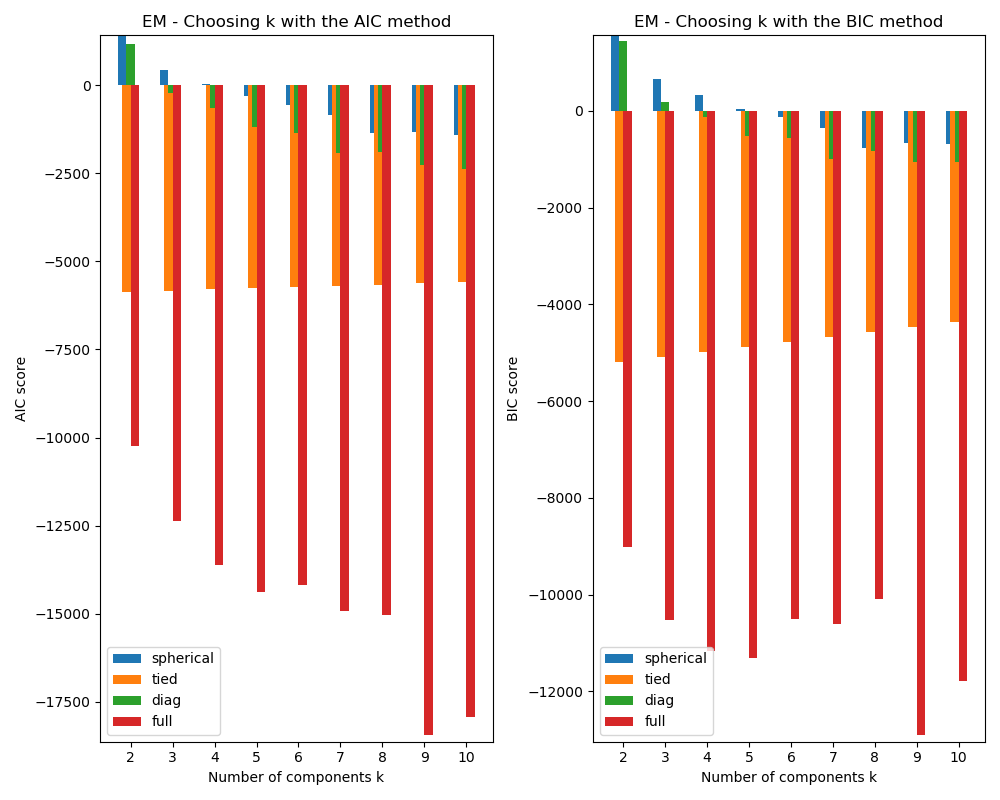 EM - Choosing k with the AIC method
AIC score
0
−2500
−5000
−7500
−10000
−12500
−15000
−17500
spherical
tied
diag
full
2 3 4 5 6 7 8 9 10
Number of components k
EM - Choosing k with the BIC method
BIC score
0
−2000
−4000
−6000
−8000
−10000
−12000
spherical
tied
diag
full
2 3 4 5 6 7 8 9 10
Number of components k